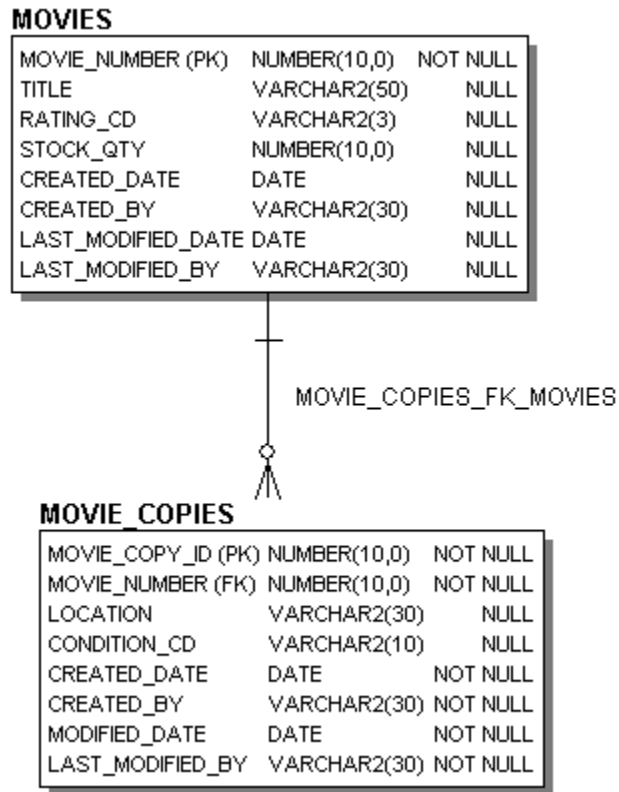 MOVIES
MOVIE_NUMBER (PK) NUMBER(10,0) NOT NULL
TITLE VARCHAR2(50) NULL
RATING_CD VARCHAR2(3) NULL
STOCK_QTY NUMBER(10,0) NULL
CREATED_DATE DATE NULL
CREATED_BY VARCHAR2(30) NULL
LAST_MODIFIED_DATE DATE NULL
LAST_MODIFIED_BY VARCHAR2(30) NULL
MOVIE_COPIES_FK_MOVIES
MOVIE_COPIES
MOVIE_COPY_ID (PK) NUMBER(10,0) NOT NULL
MOVIE_NUMBER (FK) NUMBER(10,0) NOT NULL
LOCATION VARCHAR2(30) NULL
CONDITION_CD VARCHAR2(10) NULL
CREATED_DATE DATE NOT NULL
CREATED_BY VARCHAR2(30) NOT NULL
MODIFIED_DATE DATE NOT NULL
LAST_MODIFIED_BY VARCHAR2(30) NOT NULL